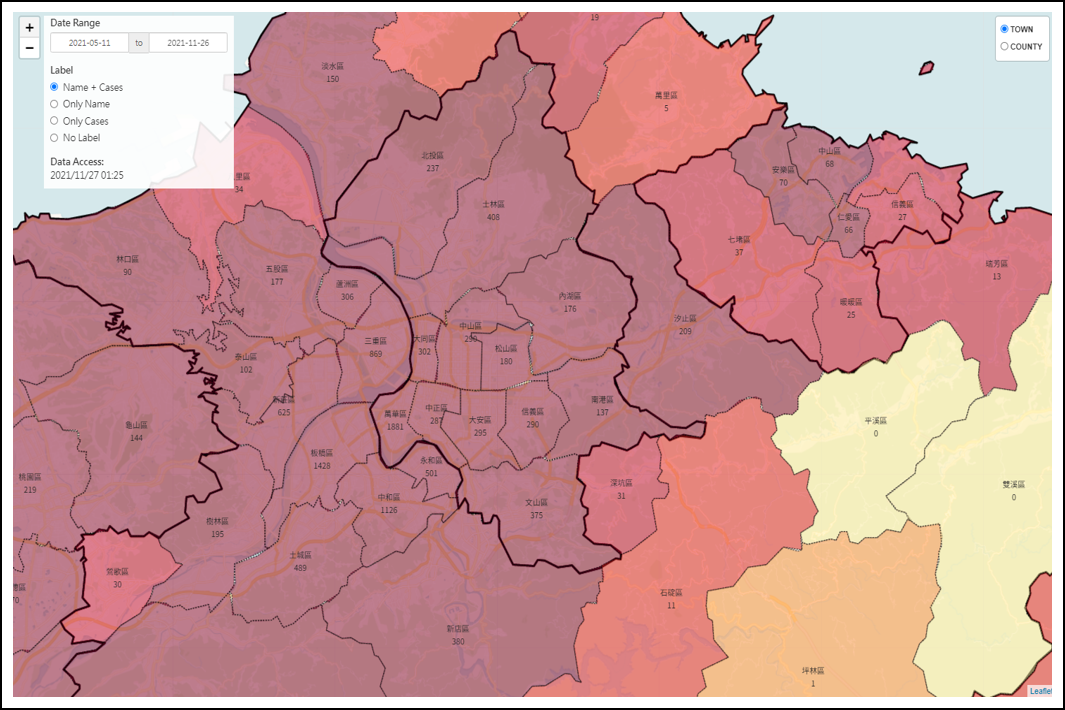 +
−
Date Range
2021-05-11 to 2021-11-26
Label
Name + Cases
Only Name
Only Cases
No Label
Data Access:
2021/11/27 01:25
TOWN
COUNTY
19
淡水區
150
萬里區
5
北投區
237
士林區
408
里區
34
中山區
68
安樂區
70
仁愛區
66
信義區
27
七堵區
37
瑞芳區
13
暖暖區
25
林口區
90
五股區
177
蘆洲區
306
內湖區
176
汐止區
209
三重區
869
大同區
302
中山區
松山區
180
泰山區
102
新莊區
625
萬華區
1881
中正區
287
大安區
295
信義區
290
南港區
137
平溪區
0
雙溪區
0
龜山區
144
桃園區
219
板橋區
1428
永和區
501
中和區
1126
文山區
375
深坑區
31
樹林區
195
土城區
489
鶯歌區
30
德區
70
石碇區
11
新店區
380
坪林區
1
Leaflet